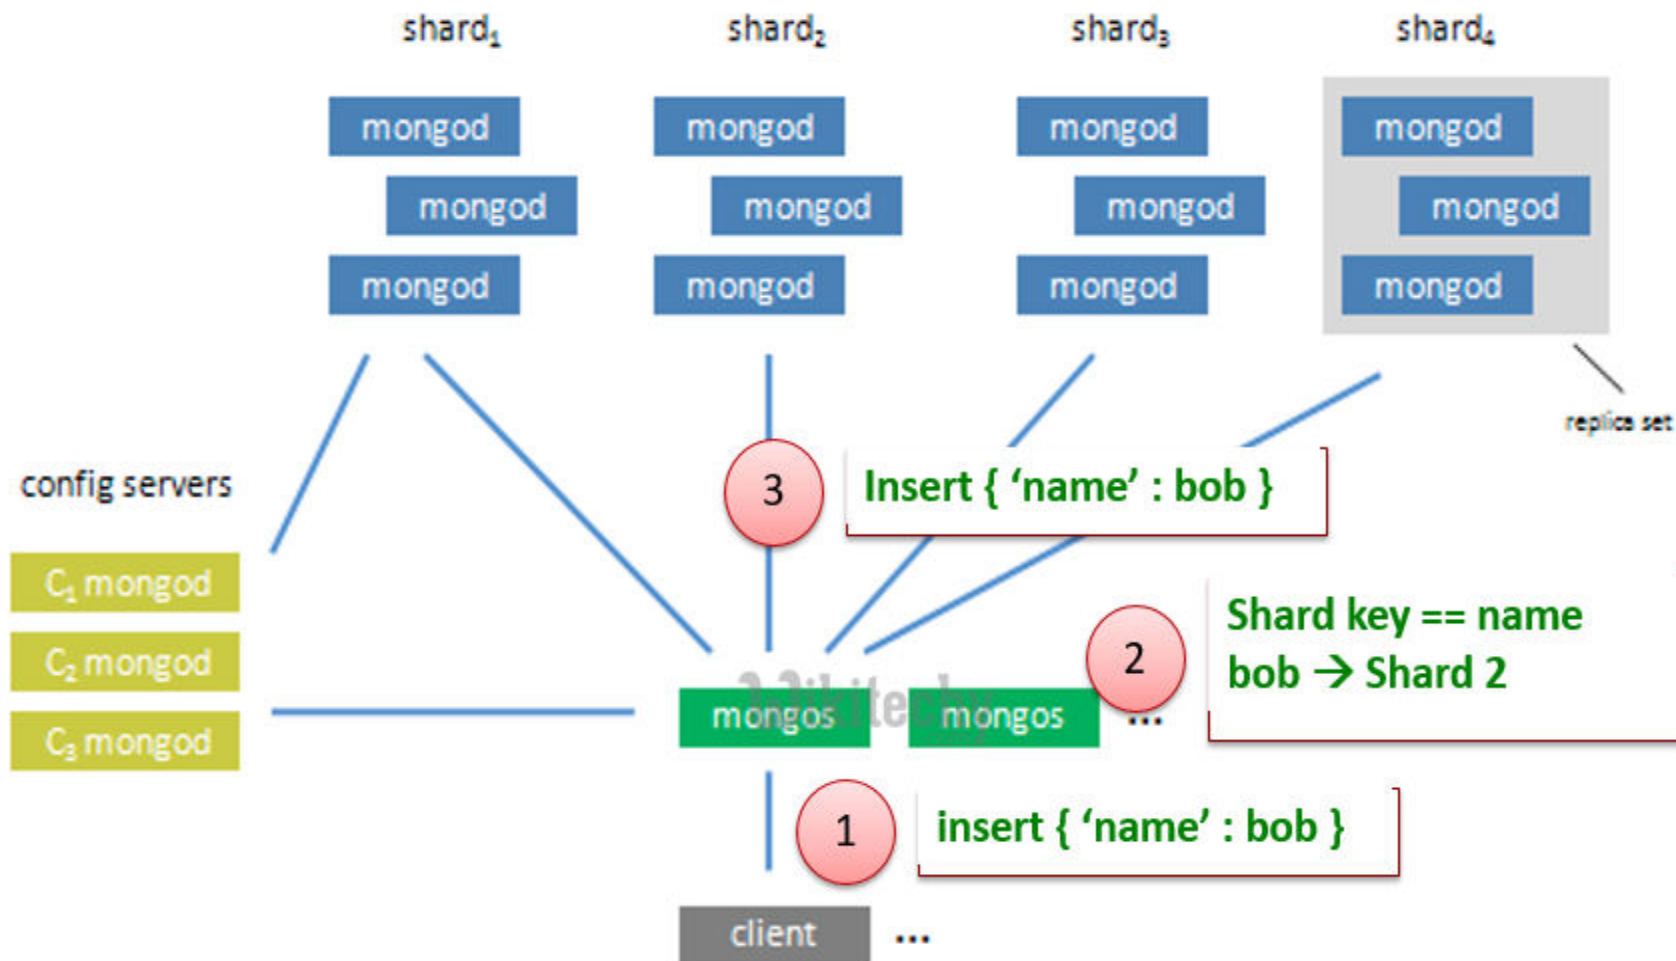 shard₁ shard₂ shard₃ shard₄
mongod mongod mongod mongod
mongod mongod mongod mongod
mongod mongod mongod mongod
replica set
config servers
3 Insert { ‘name’ : bob }
C₁ mongod
C₂ mongod
C₃ mongod
2 Shard key == name
bob → Shard 2
mongos mongos ...
Wikitechy
1 insert { ‘name’ : bob }
client ...